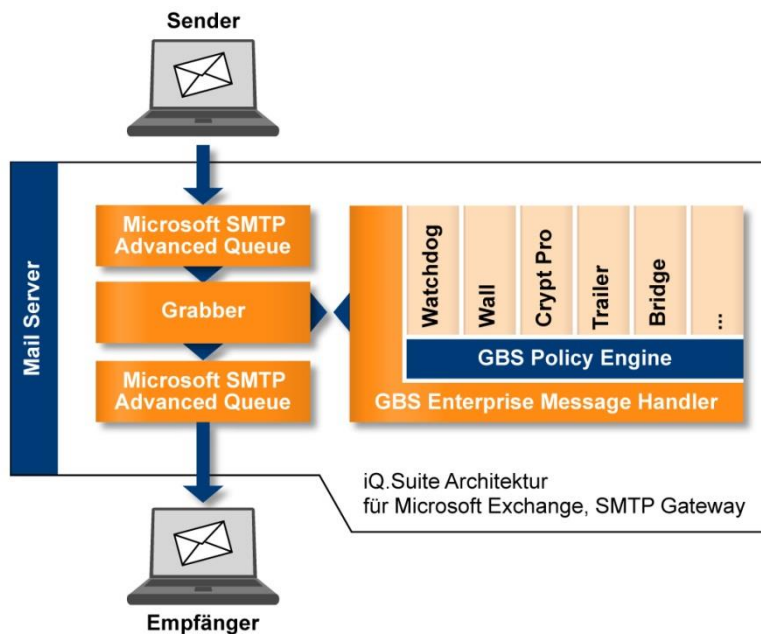 Sender
Mail Server
Microsoft SMTP
Advanced Queue
Grabber
Microsoft SMTP
Advanced Queue
Watchdog
Wall
Crypt Pro
Trailer
Bridge
...
GBS Policy Engine
GBS Enterprise Message Handler
iQ.Suite Architektur
für Microsoft Exchange, SMTP Gateway
Empfänger